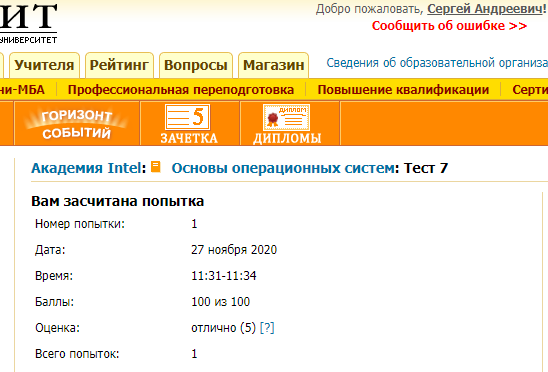 ИТ
УНИВЕРСИТЕТ
Добро пожаловать, Сергей Андреевич!
Сообщить об ошибке >>
Учителя Рейтинг Вопросы Магазин Сведения об образовательной организа
ни-МБА Профессиональная переподготовка Повышение квалификации Серти
ГОРИЗОНТ СОБЫТИЙ
5
ЗАЧЕТКА
ДИПЛОМ
ДИПЛОМЫ
Академия Intel: Основы операционных систем: Тест 7
Вам засчитана попытка
Номер попытки: 1
Дата: 27 ноября 2020
Время: 11:31-11:34
Баллы: 100 из 100
Оценка: отлично (5) [?]
Всего попыток: 1